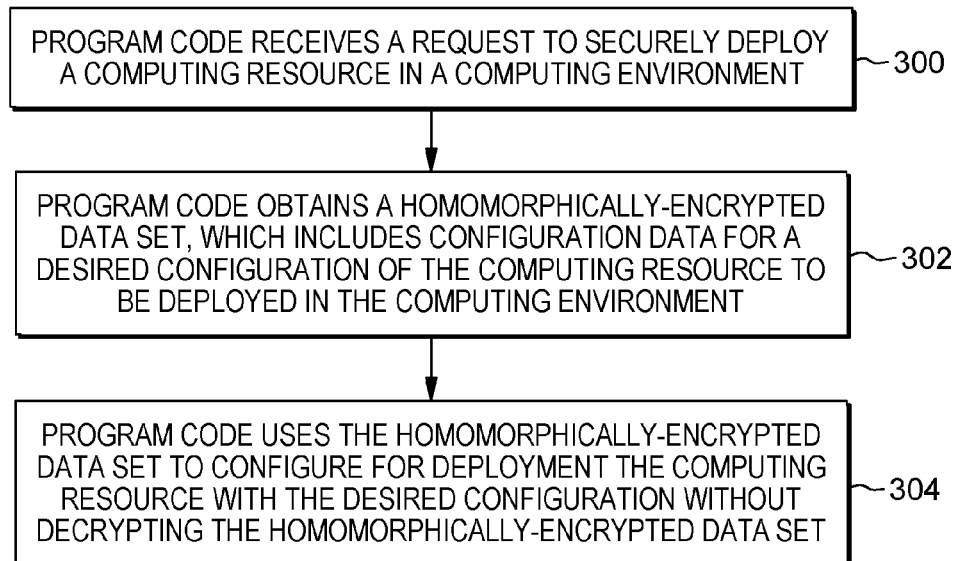 PROGRAM CODE RECEIVES A REQUEST TO SECURELY DEPLOY
A COMPUTING RESOURCE IN A COMPUTING ENVIRONMENT
300
PROGRAM CODE OBTAINS A HOMOMORPHICALLY-ENCRYPTED
DATA SET, WHICH INCLUDES CONFIGURATION DATA FOR A
DESIRED CONFIGURATION OF THE COMPUTING RESOURCE TO
BE DEPLOYED IN THE COMPUTING ENVIRONMENT
302
PROGRAM CODE USES THE HOMOMORPHICALLY-ENCRYPTED
DATA SET TO CONFIGURE FOR DEPLOYMENT THE COMPUTING
RESOURCE WITH THE DESIRED CONFIGURATION WITHOUT
DECRYPTING THE HOMOMORPHICALLY-ENCRYPTED DATA SET
304